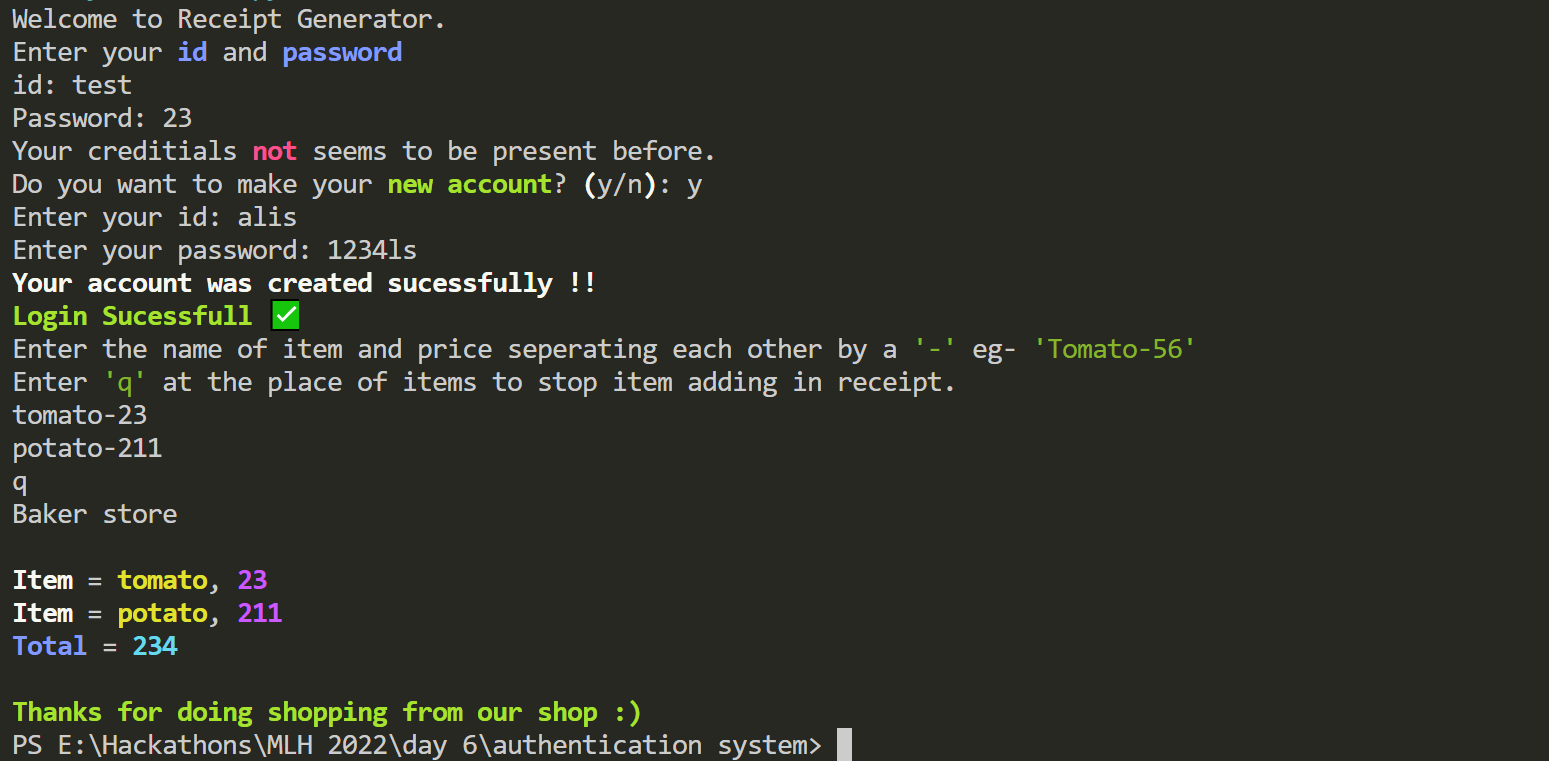 Welcome to Receipt Generator.
Enter your id and password
id: test
Password: 23
Your creditials not seems to be present before.
Do you want to make your new account? (y/n): y
Enter your id: alis
Enter your password: 1234ls
Your account was created sucessfully !!
Login Sucessfull ✅
Enter the name of item and price seperating each other by a '-' eg- 'Tomato-56'
Enter 'q' at the place of items to stop item adding in receipt.
tomato-23
potato-211
q
Baker store
Item = tomato, 23
Item = potato, 211
Total = 234
Thanks for doing shopping from our shop :)
PS E:\Hackathons\MLH 2022\day 6\authentication system>